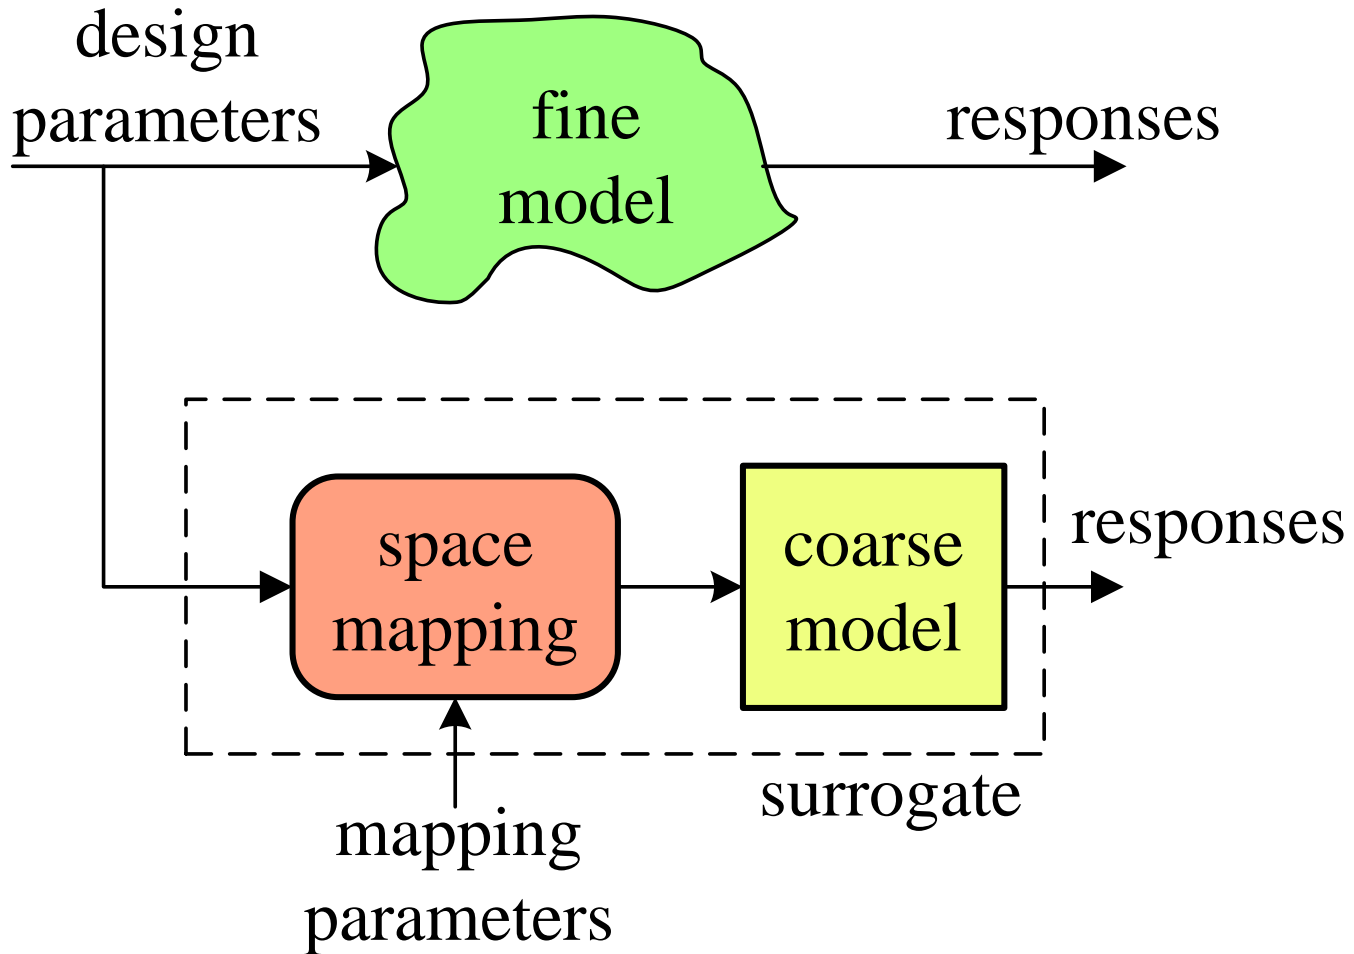 design
parameters
fine
model
responses
space
mapping
coarse
model
responses
surrogate
mapping
parameters